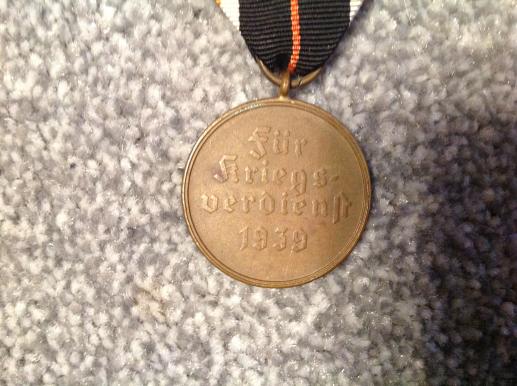 Für
Kriegs-
verdienst
1939